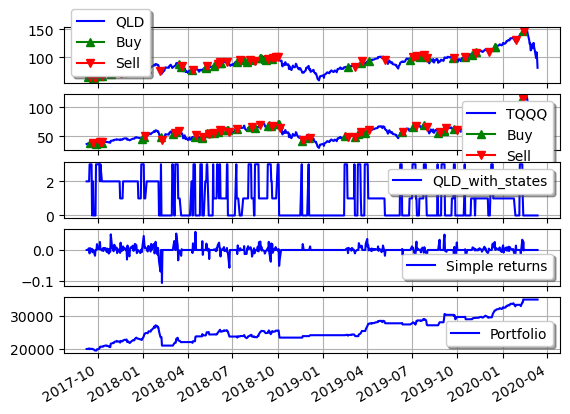 150
100
QLD
Buy
Sell
100
50
TQQQ
Buy
Sell
2
0
QLD_with_states
0.0
−0.1
Simple returns
30000
20000
Portfolio
2017-10
2018-01
2018-04
2018-07
2018-10
2019-01
2019-04
2019-07
2019-10
2020-01
2020-04